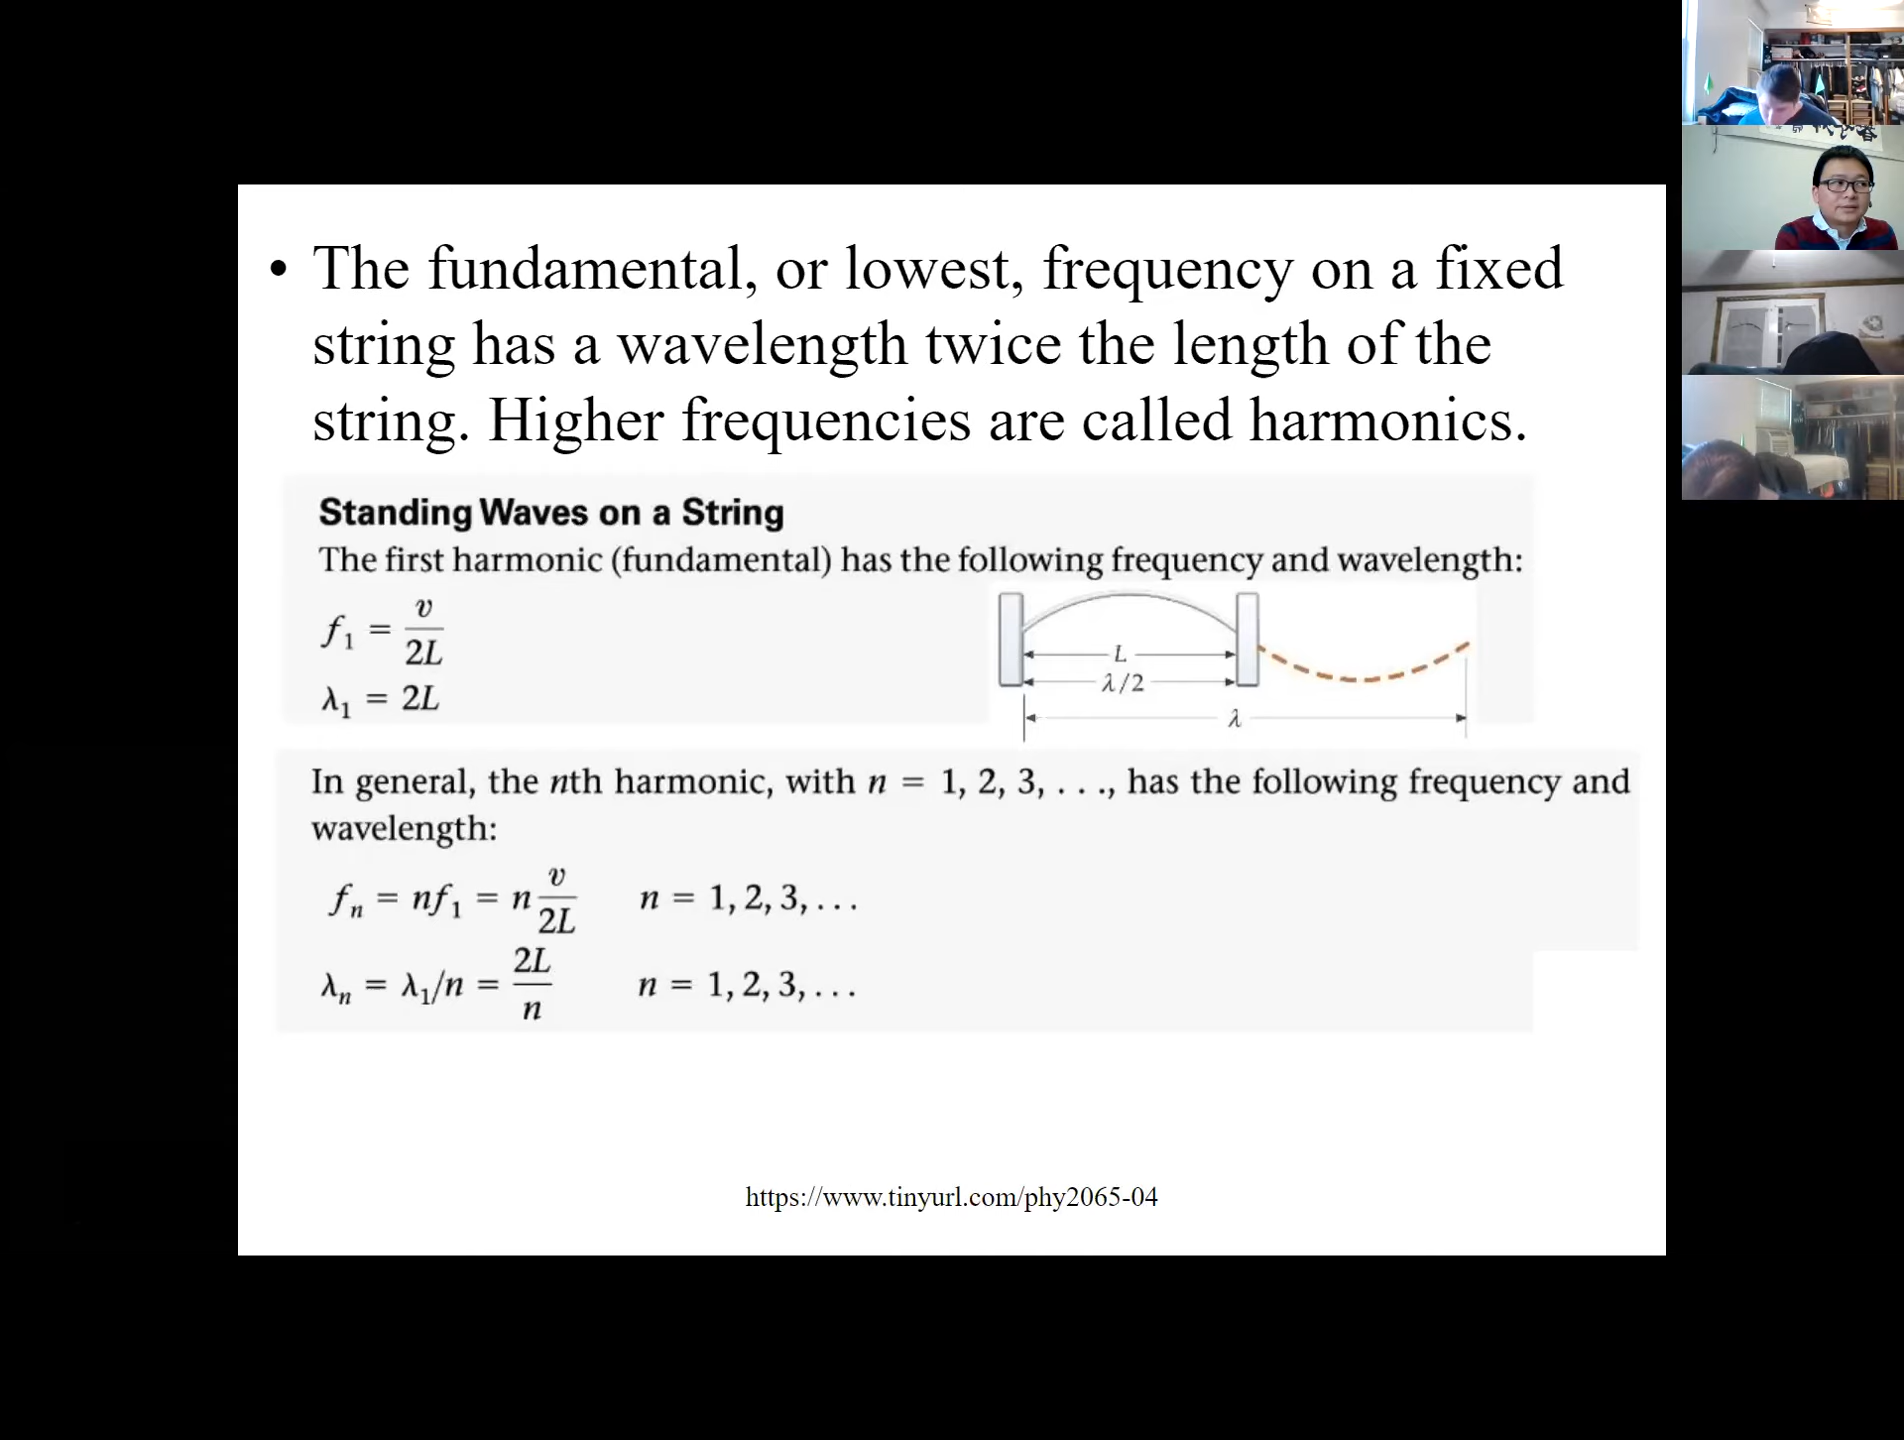 • The fundamental, or lowest, frequency on a fixed
string has a wavelength twice the length of the
string. Higher frequencies are called harmonics.
Standing Waves on a String
The first harmonic (fundamental) has the following frequency and wavelength:
f₁ = v/2L
λ₁ = 2L
L
λ/2
λ
In general, the nth harmonic, with n = 1, 2, 3, . . ., has the following frequency and
wavelength:
fₙ = nf₁ = n v/2L n = 1, 2, 3, . . .
λₙ = λ₁/n = 2L/n n = 1, 2, 3, . . .
https://www.tinyurl.com/phy2065-04